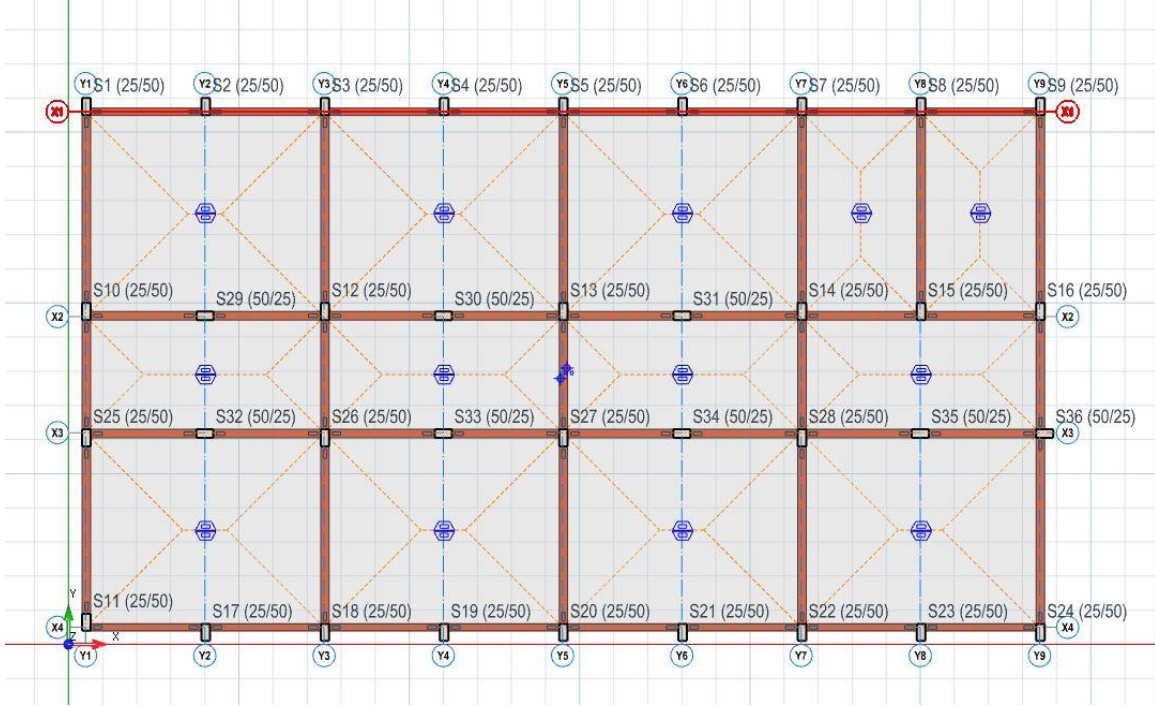 Y1 S1 (25/50) Y2 S2 (25/50) Y3 S3 (25/50) Y4 S4 (25/50) Y5 S5 (25/50) Y6 S6 (25/50) Y7 S7 (25/50) Y8 S8 (25/50) Y9 S9 (25/50)
X1 X1
S10 (25/50) S29 (50/25) S12 (25/50) S30 (50/25) S13 (25/50) S31 (50/25) S14 (25/50) S15 (25/50) S16 (25/50)
X2 X2
S25 (25/50) S32 (50/25) S26 (25/50) S33 (50/25) S27 (25/50) S34 (50/25) S28 (25/50) S35 (50/25) S36 (50/25)
X3 X3
S11 (25/50) S17 (25/50) S18 (25/50) S19 (25/50) S20 (25/50) S21 (25/50) S22 (25/50) S23 (25/50) S24 (25/50)
Y
X4 X4
Z X
Y1 Y2 Y3 Y4 Y5 Y6 Y7 Y8 Y9